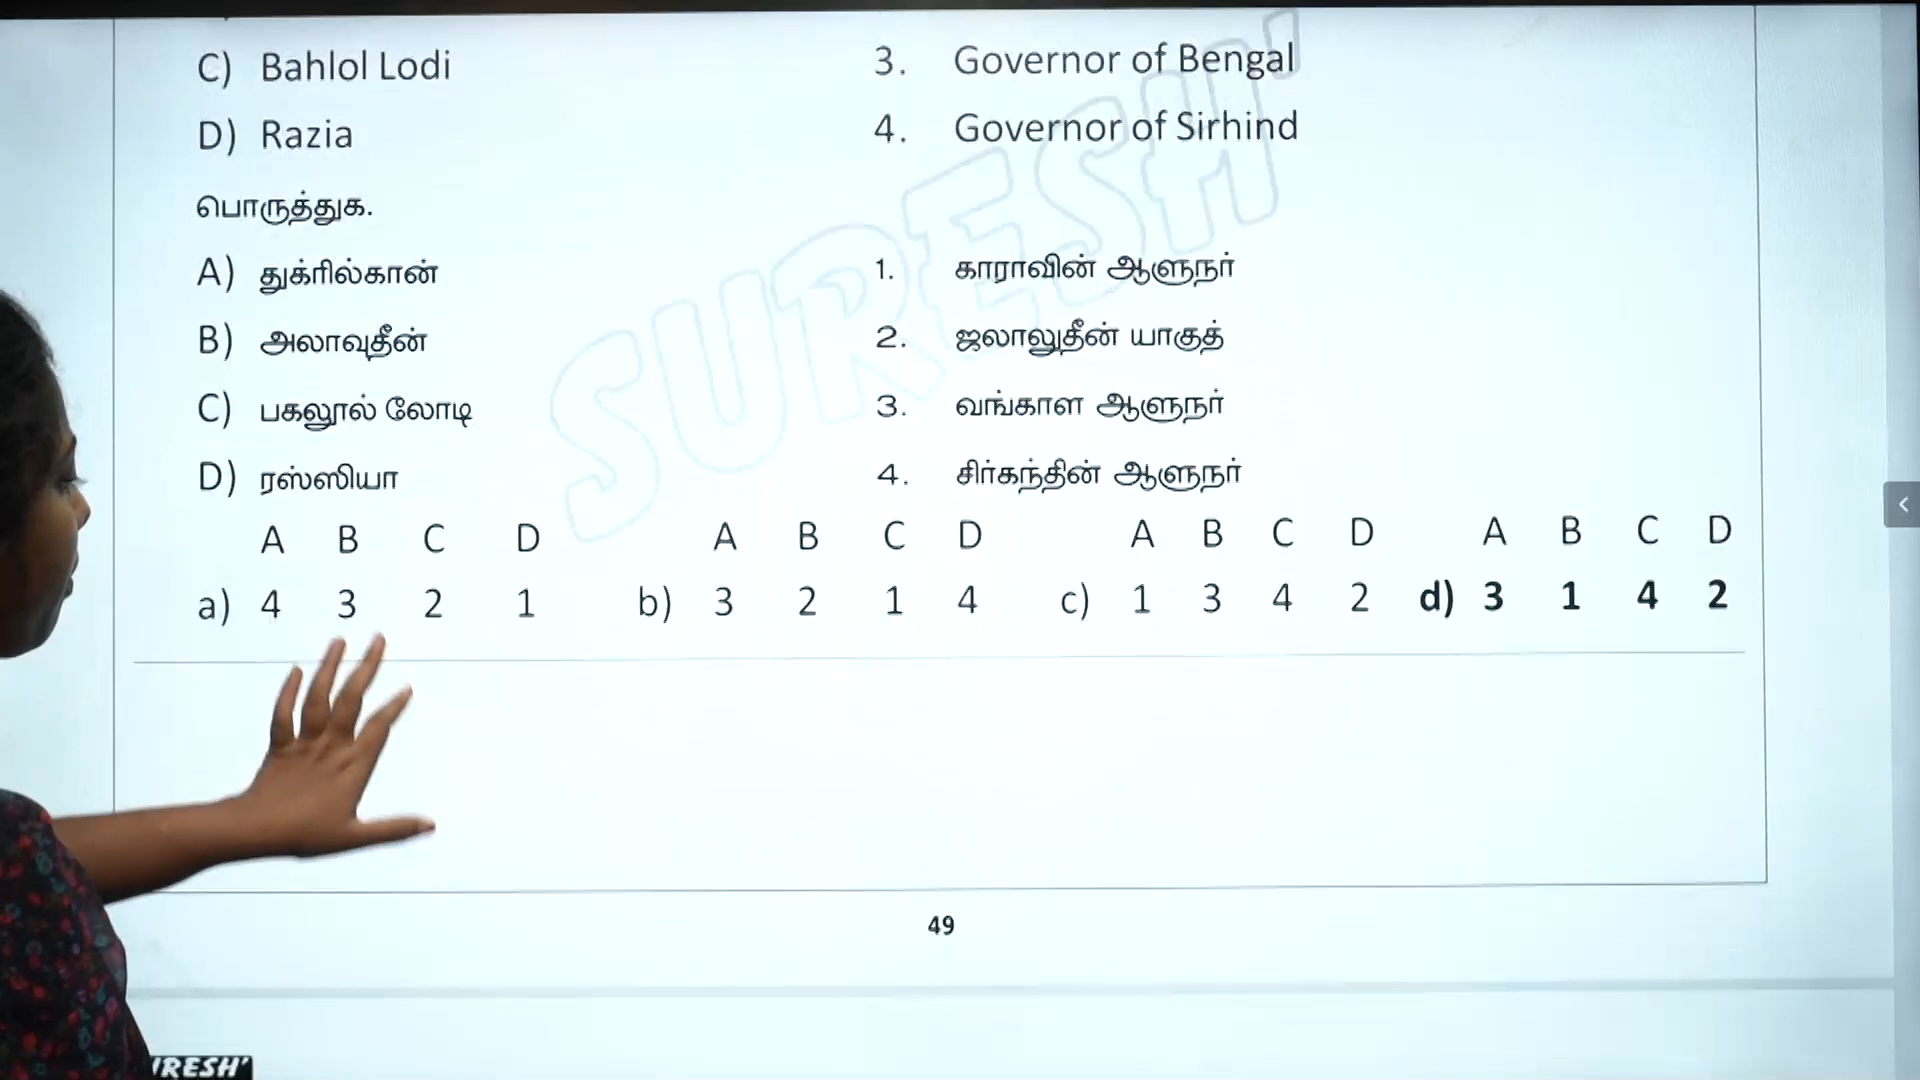 C) Bahlol Lodi 3. Governor of Bengal
D) Razia 4. Governor of Sirhind
பொருத்துக.
A) துக்ரில்கான் 1. காராவின் ஆளுநர்
B) அலாவுதீன் 2. ஜலாலுதீன் யாகுத்
C) பகலூல் லோடி 3. வங்காள ஆளுநர்
D) ரஸ்ஸியா 4. சிர்கந்தின் ஆளுநர்
A B C D A B C D A B C D A B C D
a) 4 3 2 1 b) 3 2 1 4 c) 1 3 4 2 d) 3 1 4 2
SURESH'
49
URESH'